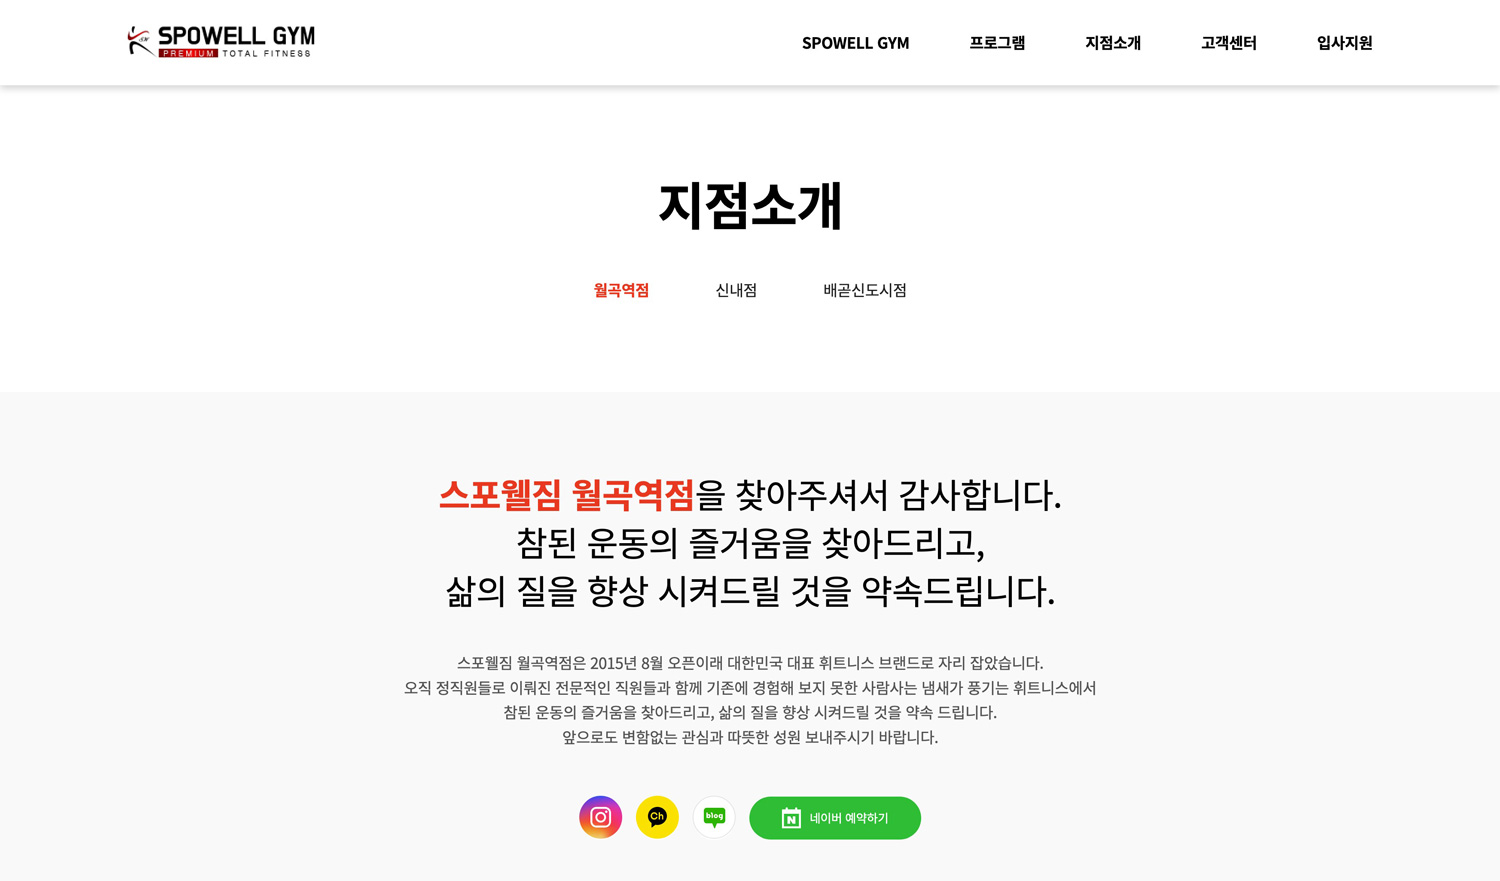 SPOWELL GYM
PREMIUM TOTAL FITNESS
SPOWELL GYM 프로그램 지점소개 고객센터 입사지원
지점소개
월곡역점 신내점 배곧신도시점
스포웰짐 월곡역점을 찾아주셔서 감사합니다.
참된 운동의 즐거움을 찾아드리고,
삶의 질을 향상 시켜드릴 것을 약속드립니다.
스포웰짐 월곡역점은 2015년 8월 오픈이래 대한민국 대표 휘트니스 브랜드로 자리 잡았습니다.
오직 정직원들로 이뤄진 전문적인 직원들과 함께 기존에 경험해 보지 못한 사람사는 냄새가 풍기는 휘트니스에서
참된 운동의 즐거움을 찾아드리고, 삶의 질을 향상 시켜드릴 것을 약속 드립니다.
앞으로도 변함없는 관심과 따뜻한 성원 보내주시기 바랍니다.
Ch blog N 네이버 예약하기